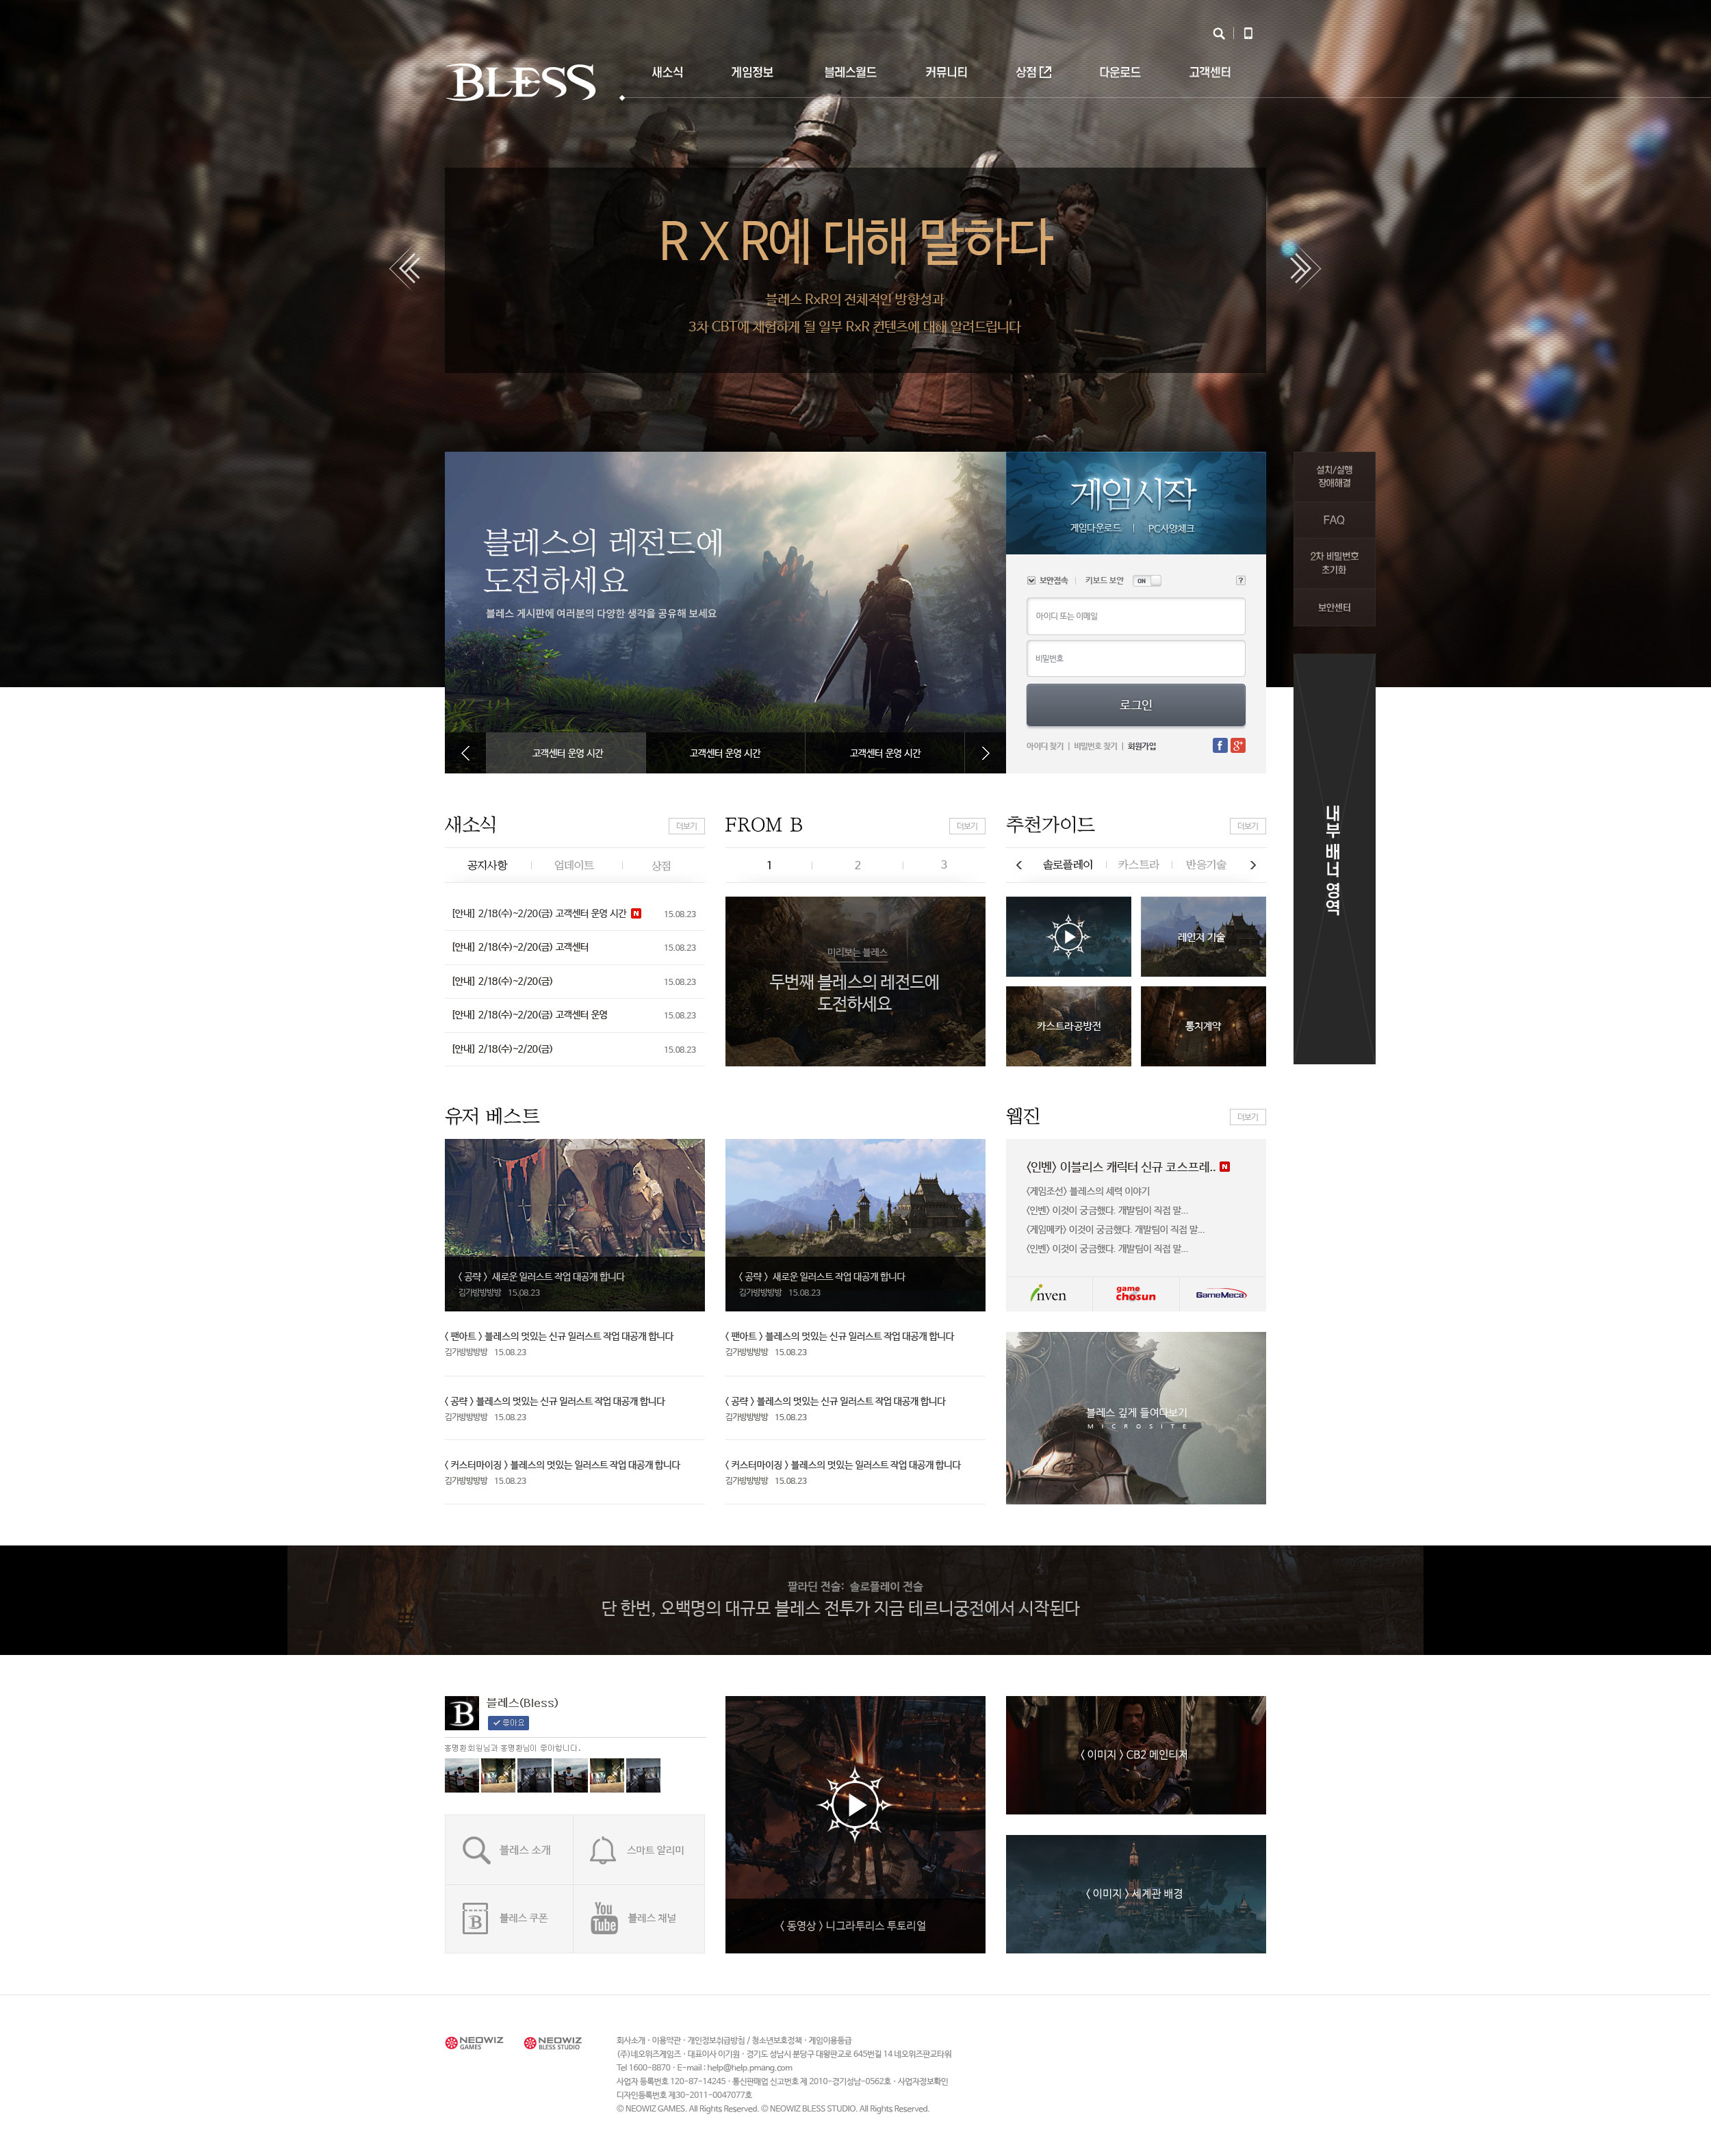 BLESS
새소식
게임정보
블레스월드
커뮤니티
상점
다운로드
고객센터
R X R에 대해 말하다
블레스 RxR의 전체적인 방향성과
3차 CBT에 체험하게 될 일부 RxR 컨텐츠에 대해 알려드립니다
블레스의 레전드에
도전하세요
블레스 게시판에 여러분의 다양한 생각을 공유해 보세요
고객센터 운영 시간
고객센터 운영 시간
고객센터 운영 시간
게임시작
게임다운로드 | PC사양체크
보안접속 | 키보드 보안 ON ?
아이디 또는 이메일
비밀번호
로그인
아이디 찾기 | 비밀번호 찾기 | 회원가입
설치/실행
장애해결
FAQ
2차 비밀번호
초기화
보안센터
내부 배너 영역
새소식 더보기
공지사항 | 업데이트 | 상점
[안내] 2/18(수)~2/20(금) 고객센터 운영 시간 N 15.08.23
[안내] 2/18(수)~2/20(금) 고객센터 15.08.23
[안내] 2/18(수)~2/20(금) 15.08.23
[안내] 2/18(수)~2/20(금) 고객센터 운영 15.08.23
[안내] 2/18(수)~2/20(금) 15.08.23
FROM B 더보기
1 | 2 | 3
미리보는 블레스
두번째 블레스의 레전드에
도전하세요
추천가이드 더보기
솔로플레이 | 카스트라 | 반응기술
레인저 기술
카스트라공방전
통치계약
유저 베스트
< 공략 > 새로운 일러스트 작업 대공개 합니다
김가방방방방 15.08.23
< 팬아트 > 블레스의 멋있는 신규 일러스트 작업 대공개 합니다
김가방방방방 15.08.23
< 공략 > 블레스의 멋있는 신규 일러스트 작업 대공개 합니다
김가방방방방 15.08.23
< 커스터마이징 > 블레스의 멋있는 일러스트 작업 대공개 합니다
김가방방방방 15.08.23
< 공략 > 새로운 일러스트 작업 대공개 합니다
김가방방방방 15.08.23
< 팬아트 > 블레스의 멋있는 신규 일러스트 작업 대공개 합니다
김가방방방방 15.08.23
< 공략 > 블레스의 멋있는 신규 일러스트 작업 대공개 합니다
김가방방방방 15.08.23
< 커스터마이징 > 블레스의 멋있는 일러스트 작업 대공개 합니다
김가방방방방 15.08.23
웹진 더보기
<인벤> 이블리스 캐릭터 신규 코스프레.. N
<게임조선> 블레스의 세력 이야기
<인벤> 이것이 궁금했다. 개발팀이 직접 말...
<게임메카> 이것이 궁금했다. 개발팀이 직접 말...
<인벤> 이것이 궁금했다. 개발팀이 직접 말...
inven
game chosun
GameMeca
블레스 깊게 들여다보기
MICROSITE
팔라딘 전술: 솔로플레이 전술
단 한번, 오백명의 대규모 블레스 전투가 지금 테르니궁전에서 시작된다
B
블레스(Bless)
좋아요
홍명환 회원님과 홍명환님이 좋아합니다.
블레스 소개
스마트 알리미
B 블레스 쿠폰
You Tube 블레스 채널
< 동영상 > 니그라투리스 투토리얼
< 이미지 > CB2 메인티저
< 이미지 > 세계관 배경
NEOWIZ GAMES
NEOWIZ BLESS STUDIO
회사소개 · 이용약관 · 개인정보취급방침 / 청소년보호정책 · 게임이용등급
(주)네오위즈게임즈 · 대표이사 이기원 · 경기도 성남시 분당구 대왕판교로 645번길 14 네오위즈판교타워
Tel 1600-8870 · E-mail : help@help.pmang.com
사업자 등록번호 120-87-14245 · 통신판매업 신고번호 제 2010-경기성남-0562호 · 사업자정보확인
디자인등록번호 제30-2011-0047077호
© NEOWIZ GAMES. All Rights Reserved. © NEOWIZ BLESS STUDIO. All Rights Reserved.